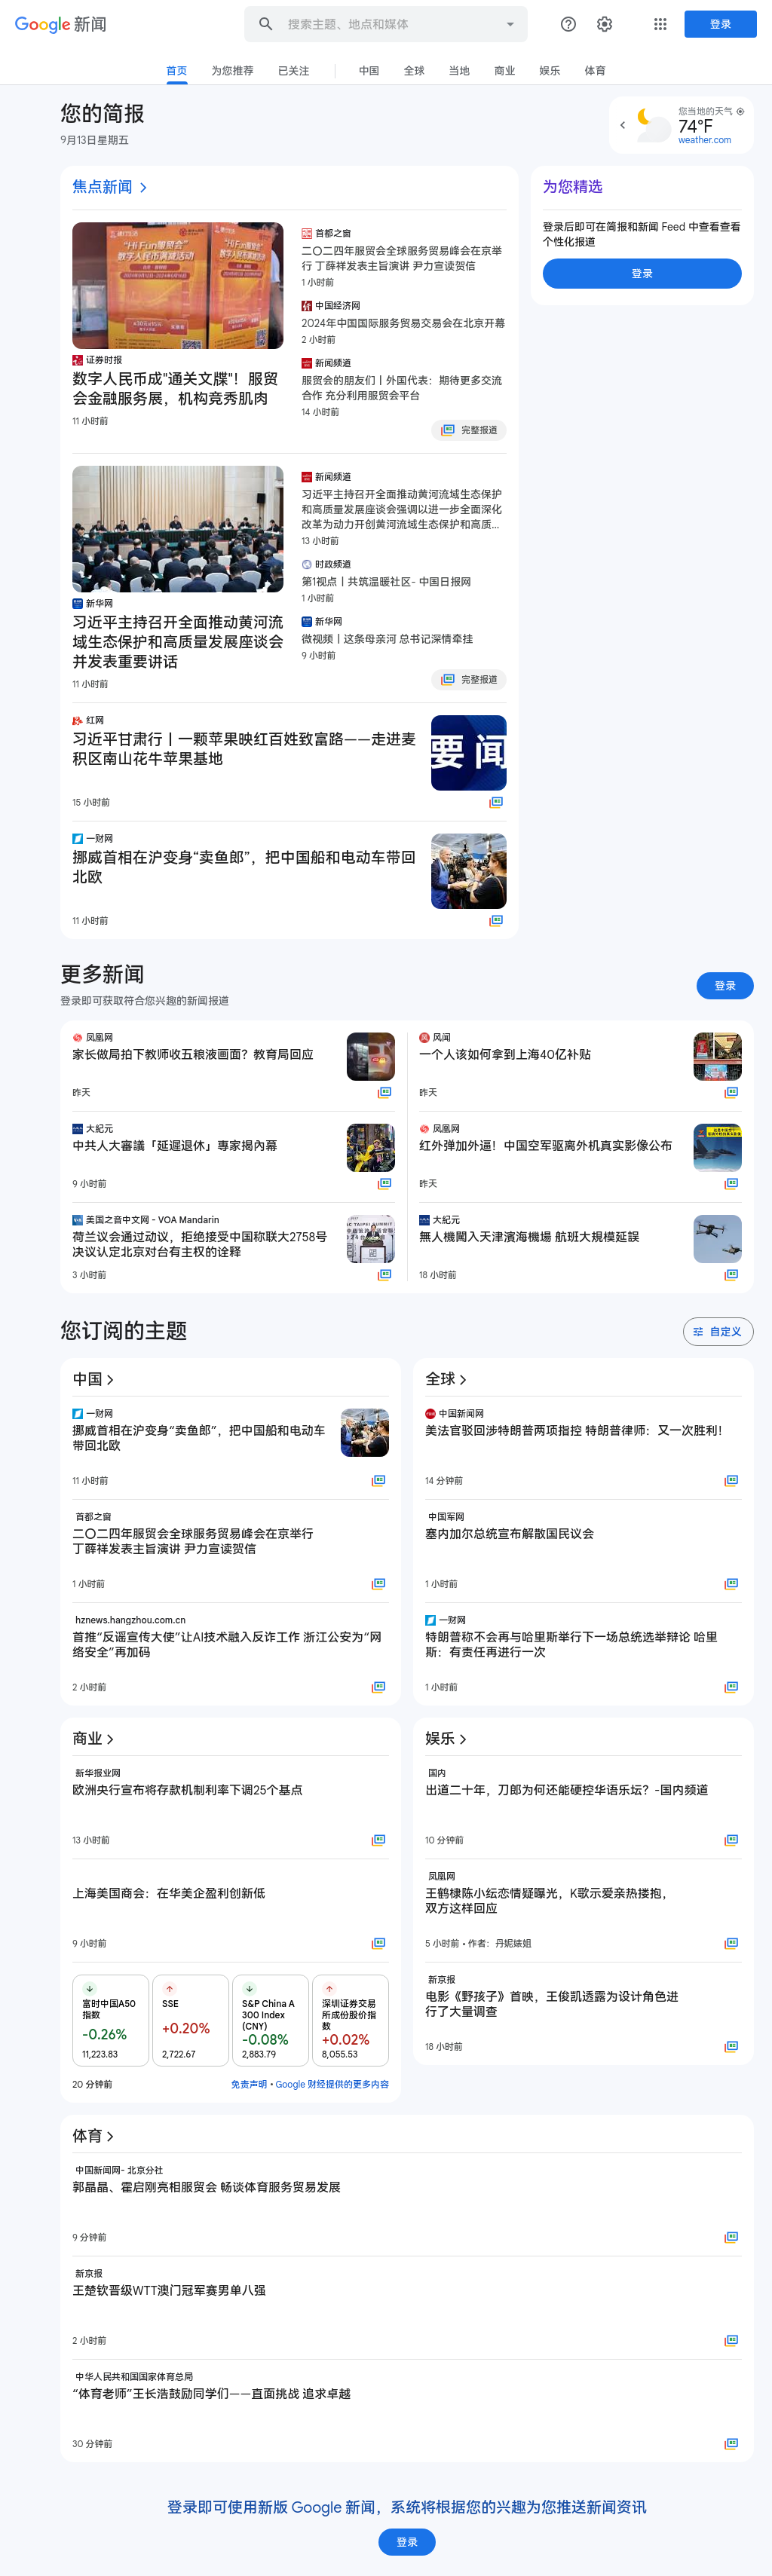 Google 新闻
搜索主题、地点和媒体
登录
首页
为您推荐
已关注
中国
全球
当地
商业
娱乐
体育
您的简报
9月13日星期五
您当地的天气
74°F
weather.com
焦点新闻
“Hi Fun服贸会”
数字人民币满减活动
证券时报
数字人民币成"通关文牒"！服贸
会金融服务展，机构竞秀肌肉
11 小时前
首都之窗
二〇二四年服贸会全球服务贸易峰会在京举
行 丁薛祥发表主旨演讲 尹力宣读贺信
1 小时前
中国经济网
2024年中国国际服务贸易交易会在北京开幕
2 小时前
新闻频道
服贸会的朋友们丨外国代表：期待更多交流
合作 充分利用服贸会平台
14 小时前
完整报道
新华网
习近平主持召开全面推动黄河流
域生态保护和高质量发展座谈会
并发表重要讲话
11 小时前
新闻频道
习近平主持召开全面推动黄河流域生态保护
和高质量发展座谈会强调以进一步全面深化
改革为动力开创黄河流域生态保护和高质...
13 小时前
时政频道
第1视点丨共筑温暖社区- 中国日报网
1 小时前
新华网
微视频丨这条母亲河 总书记深情牵挂
9 小时前
完整报道
红网
习近平甘肃行丨一颗苹果映红百姓致富路——走进麦
积区南山花牛苹果基地
15 小时前
要闻
一财网
挪威首相在沪变身“卖鱼郎”，把中国船和电动车带回
北欧
11 小时前
为您精选
登录后即可在简报和新闻 Feed 中查看查看
个性化报道
登录
更多新闻
登录即可获取符合您兴趣的新闻报道
登录
凤凰网
家长做局拍下教师收五粮液画面？教育局回应
昨天
风闻
一个人该如何拿到上海40亿补贴
昨天
大紀元
中共人大審議「延遲退休」專家揭內幕
9 小时前
凤凰网
红外弹加外逼！中国空军驱离外机真实影像公布
昨天
美国之音中文网 - VOA Mandarin
荷兰议会通过动议，拒绝接受中国称联大2758号
决议认定北京对台有主权的诠释
3 小时前
大紀元
無人機闖入天津濱海機場 航班大規模延誤
18 小时前
您订阅的主题
自定义
中国
一财网
挪威首相在沪变身“卖鱼郎”，把中国船和电动车
带回北欧
11 小时前
首都之窗
二〇二四年服贸会全球服务贸易峰会在京举行
丁薛祥发表主旨演讲 尹力宣读贺信
1 小时前
hznews.hangzhou.com.cn
首推“反谣宣传大使”让AI技术融入反诈工作 浙江公安为“网
络安全”再加码
2 小时前
全球
中国新闻网
美法官驳回涉特朗普两项指控 特朗普律师：又一次胜利！
14 分钟前
中国军网
塞内加尔总统宣布解散国民议会
1 小时前
一财网
特朗普称不会再与哈里斯举行下一场总统选举辩论 哈里
斯：有责任再进行一次
1 小时前
商业
新华报业网
欧洲央行宣布将存款机制利率下调25个基点
13 小时前
上海美国商会：在华美企盈利创新低
9 小时前
富时中国A50
指数
-0.26%
11,223.83
SSE
+0.20%
2,722.67
S&P China A
300 Index
(CNY)
-0.08%
2,883.79
深圳证券交易
所成份股价指
数
+0.02%
8,055.53
20 分钟前
免责声明 • Google 财经提供的更多内容
娱乐
国内
出道二十年，刀郎为何还能硬控华语乐坛？-国内频道
10 分钟前
凤凰网
王鹤棣陈小纭恋情疑曝光，K歌示爱亲热搂抱，
双方这样回应
5 小时前 • 作者：丹妮婊姐
新京报
电影《野孩子》首映，王俊凯透露为设计角色进
行了大量调查
18 小时前
体育
中国新闻网- 北京分社
郭晶晶、霍启刚亮相服贸会 畅谈体育服务贸易发展
9 分钟前
新京报
王楚钦晋级WTT澳门冠军赛男单八强
2 小时前
中华人民共和国国家体育总局
“体育老师”王长浩鼓励同学们——直面挑战 追求卓越
30 分钟前
登录即可使用新版 Google 新闻，系统将根据您的兴趣为您推送新闻资讯
登录